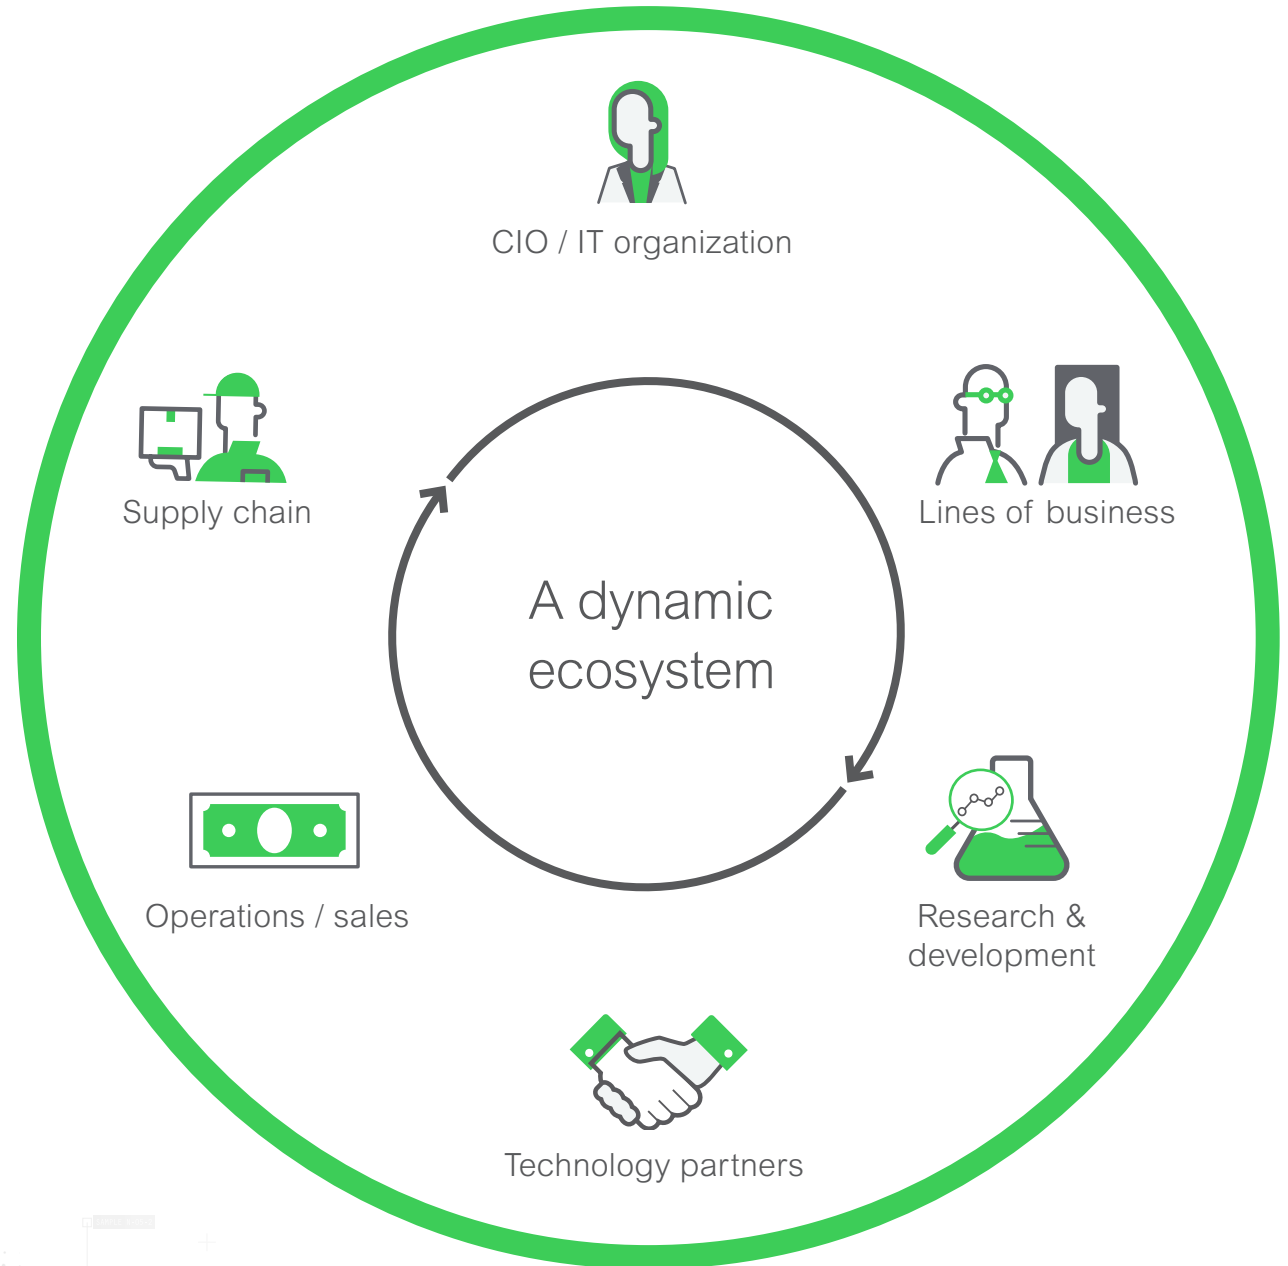 CIO / IT organization
Supply chain
Lines of business
A dynamic
ecosystem
Operations / sales
Research &
development
Technology partners